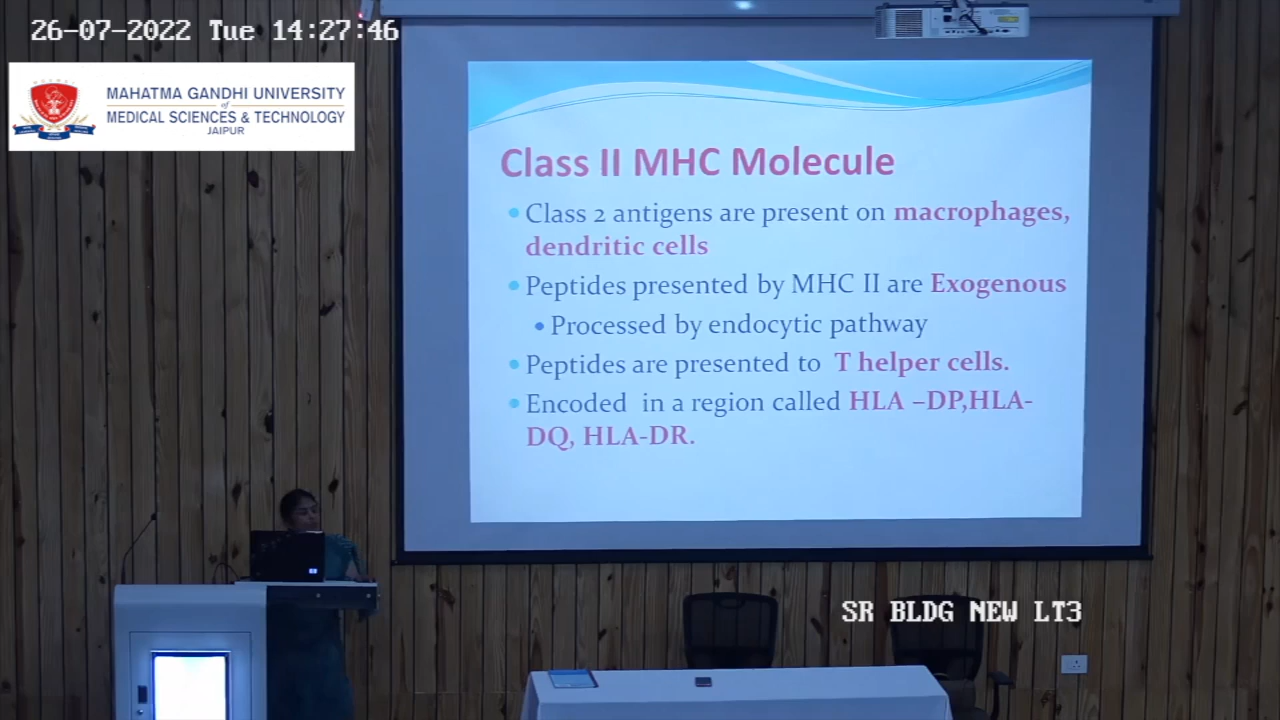 26-07-2022 Tue 14:27:46
MAHATMA GANDHI UNIVERSITY
of
MEDICAL SCIENCES & TECHNOLOGY
JAIPUR
Class II MHC Molecule
• Class 2 antigens are present on macrophages,
dendritic cells
• Peptides presented by MHC II are Exogenous
• Processed by endocytic pathway
• Peptides are presented to T helper cells.
• Encoded in a region called HLA –DP,HLA-
DQ, HLA-DR.
SR BLDG NEW LT3